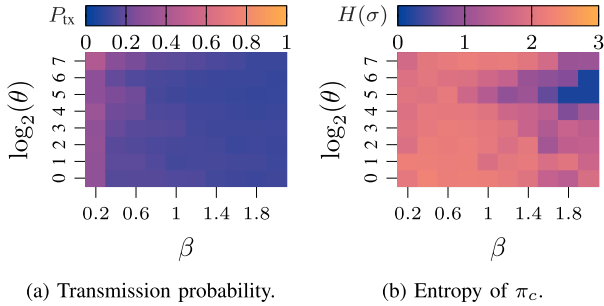 P_tx
0 0.2 0.4 0.6 0.8 1
H(σ)
0 1 2 3
log₂(θ)
0 1 2 3 4 5 6 7
0.2 0.6 1 1.4 1.8
β
log₂(θ)
0 1 2 3 4 5 6 7
0.2 0.6 1 1.4 1.8
β
(a) Transmission probability.
(b) Entropy of π_c.